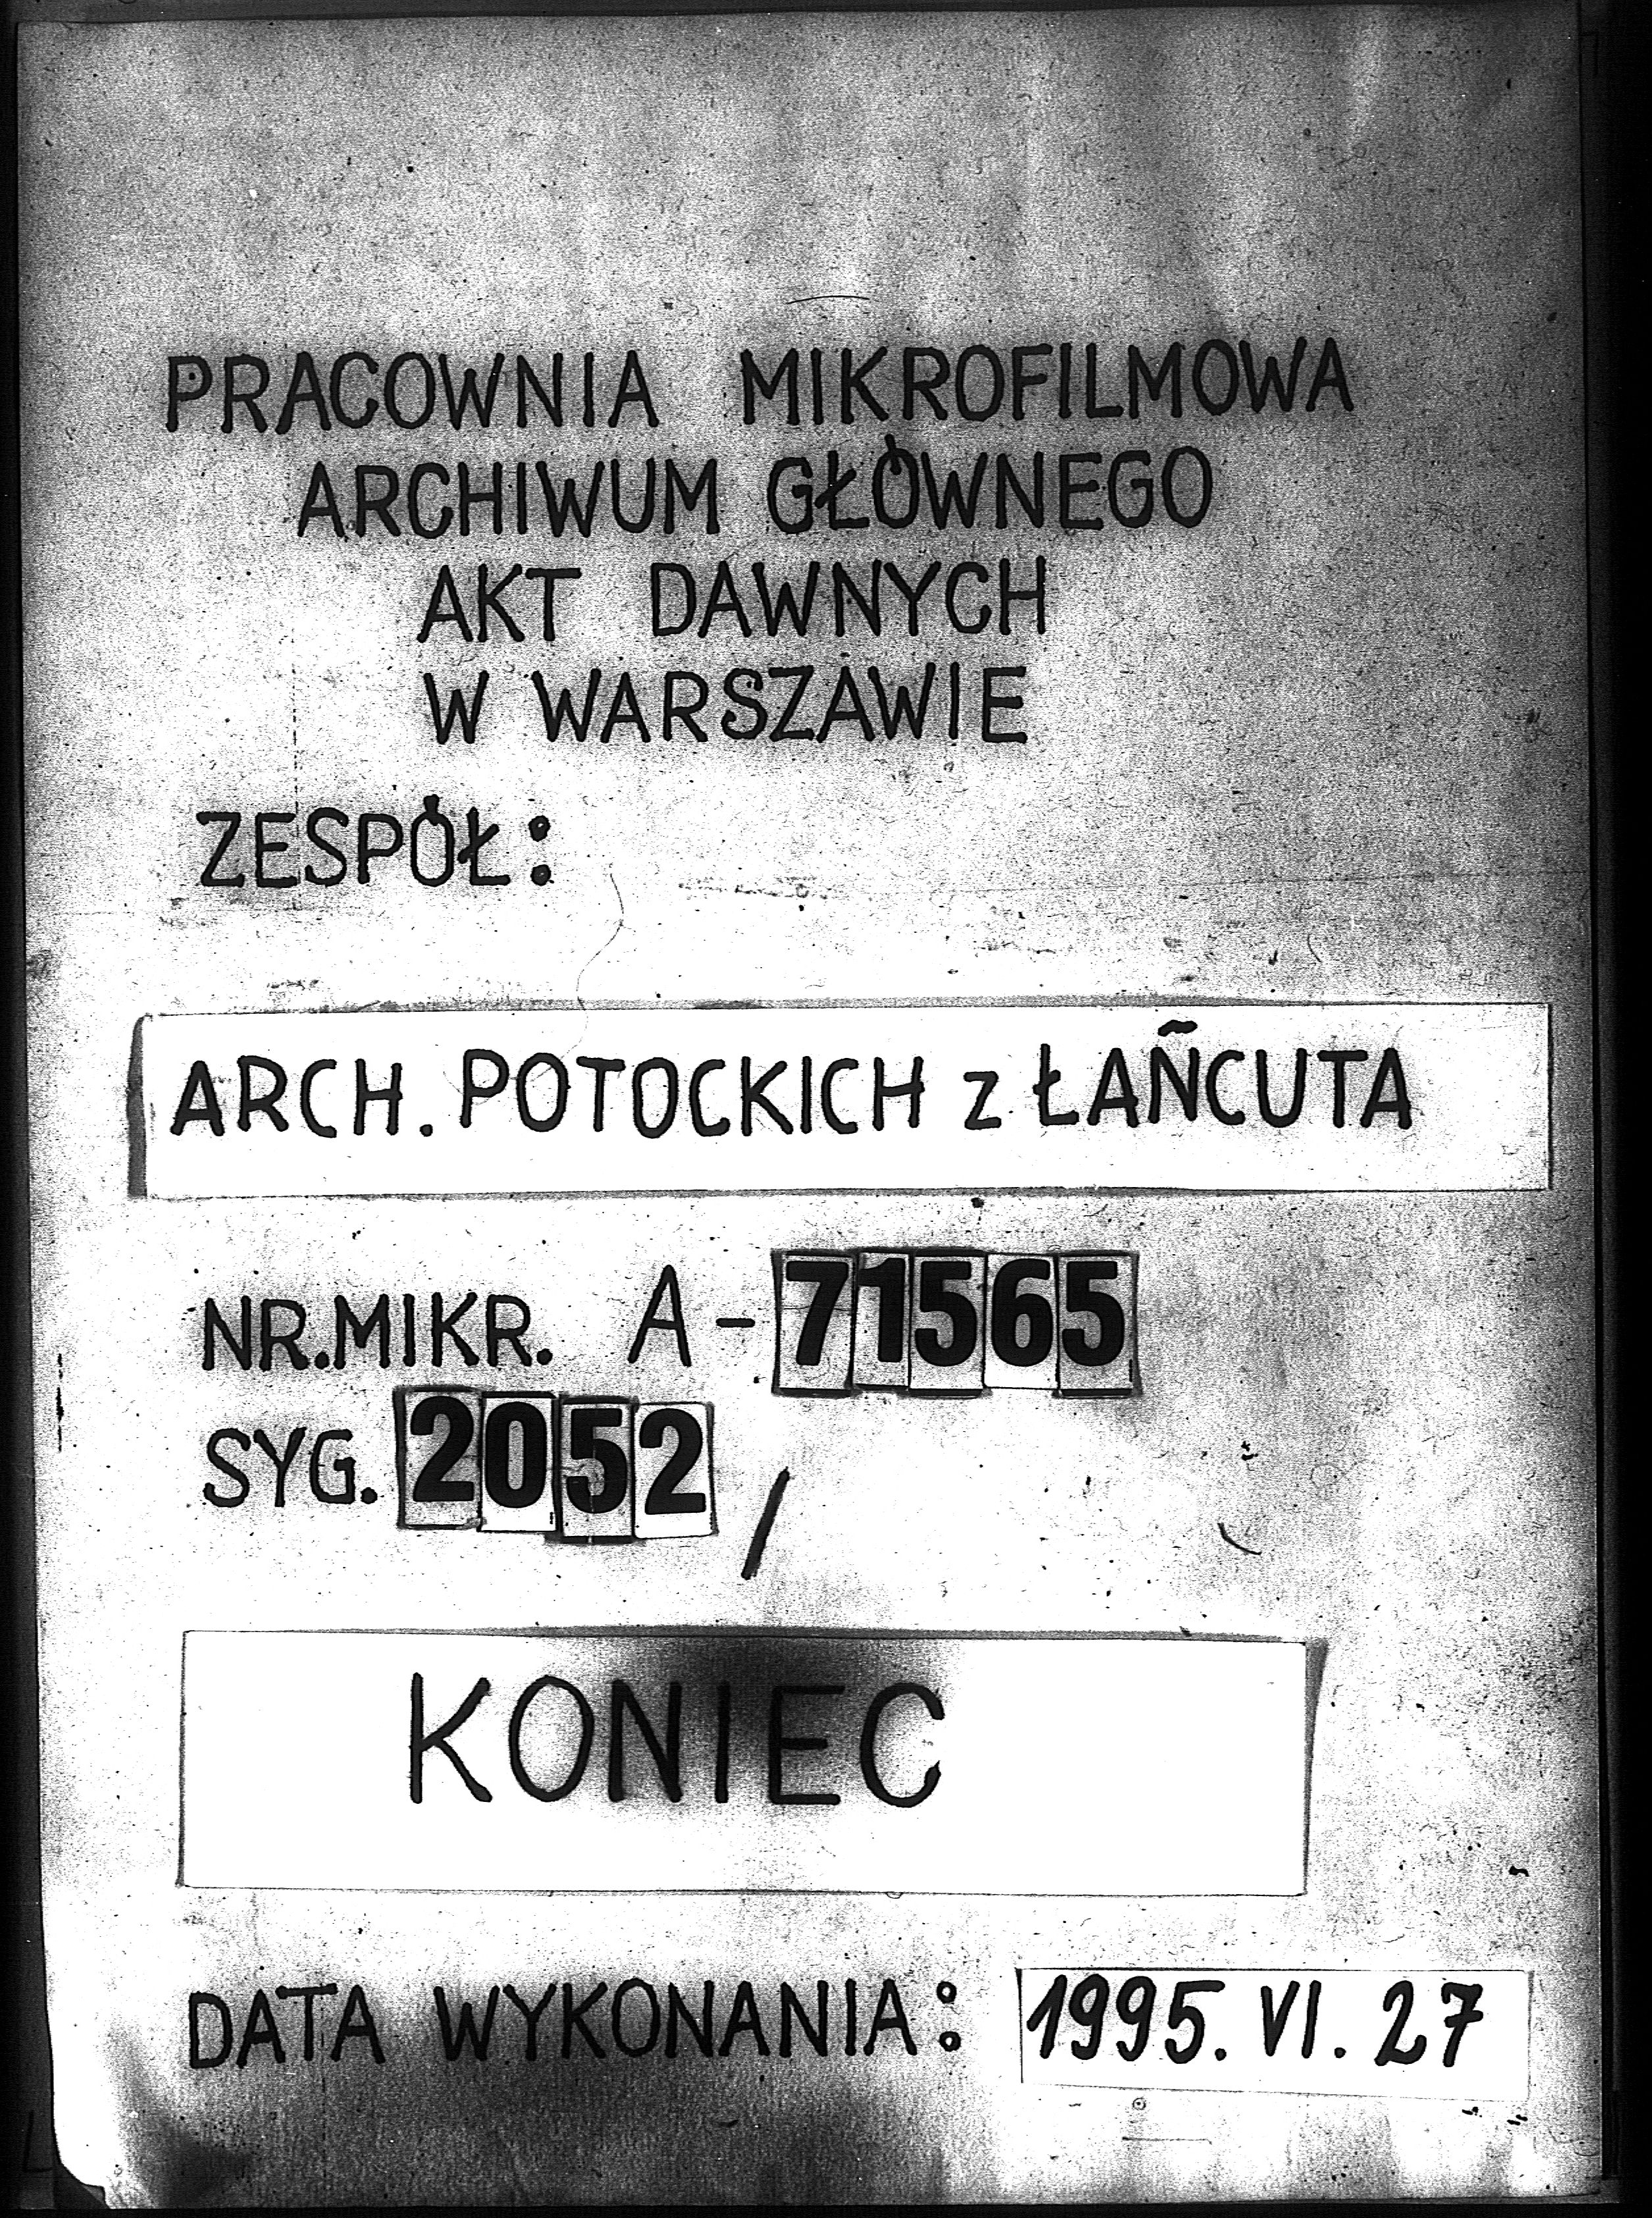 PRACOWNIA MIKROFILMOWA
ARCHIWUM GŁÓWNEGO
AKT DAWNYCH
W WARSZAWIE
ZESPÓŁ:
ARCH. POTOCKICH z ŁAŃCUTA
NR.MIKR. A-71565
SYG. 2052/
KONIEC
DATA WYKONANIA: 1995. VI. 27